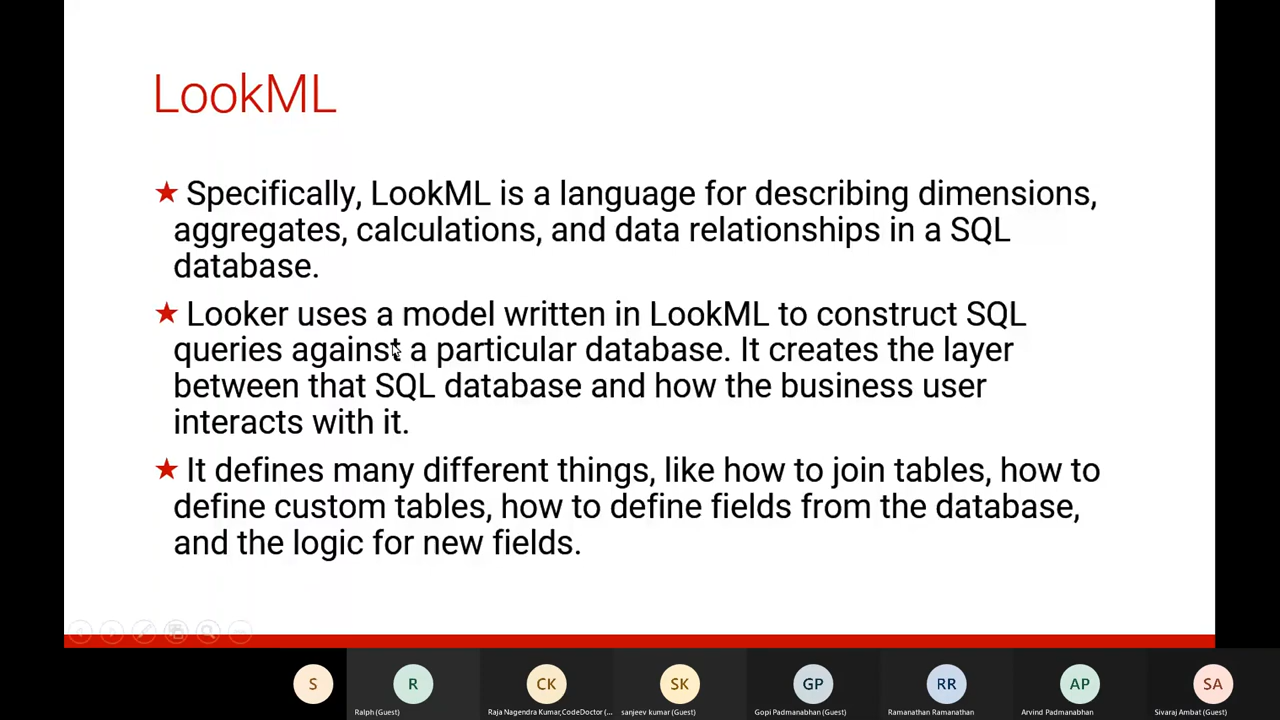 LookML
★ Specifically, LookML is a language for describing dimensions,
aggregates, calculations, and data relationships in a SQL
database.
★ Looker uses a model written in LookML to construct SQL
queries against a particular database. It creates the layer
between that SQL database and how the business user
interacts with it.
★ It defines many different things, like how to join tables, how to
define custom tables, how to define fields from the database,
and the logic for new fields.
S
R
CK
SK
GP
RR
AP
SA
Ralph (Guest)
Raja Nagendra Kumar,CodeDoctor (...
sanjeev kumar (Guest)
Gopi Padmanabhan (Guest)
Ramanathan Ramanathan
Arvind Padmanabhan
Sivaraj Ambat (Guest)